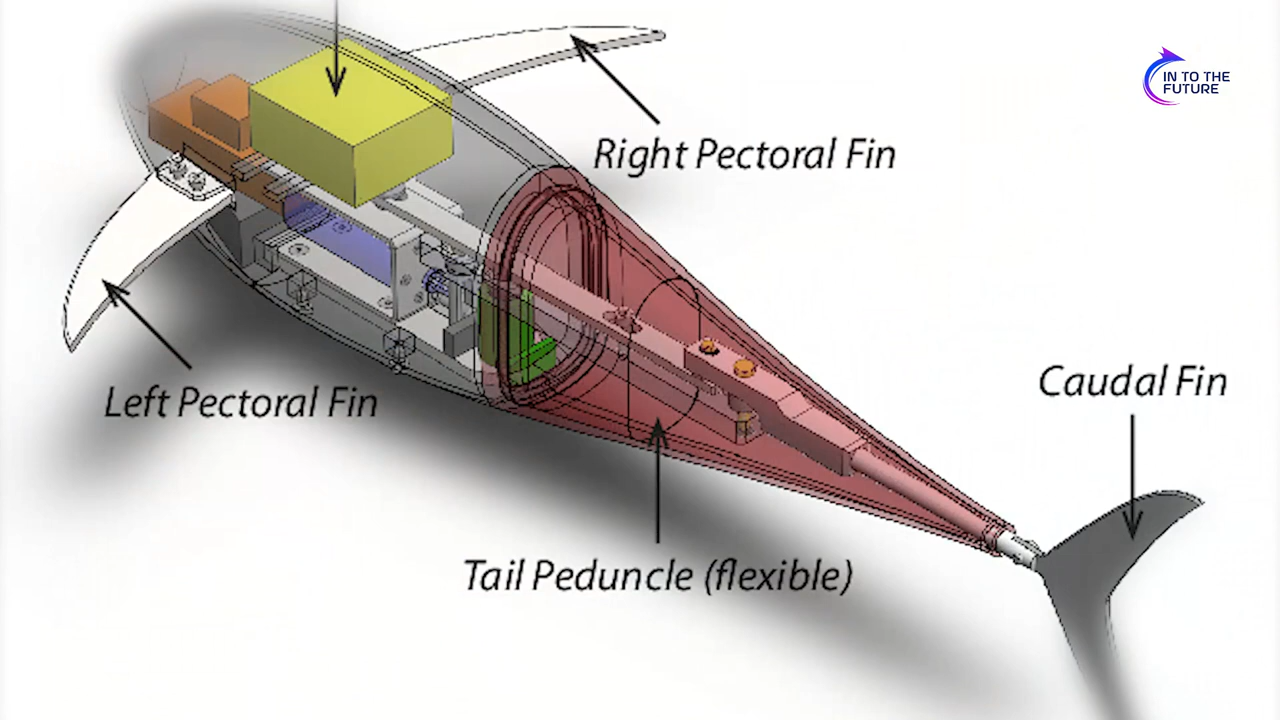 IN TO THE
FUTURE
Right Pectoral Fin
Left Pectoral Fin
Caudal Fin
Tail Peduncle (flexible)